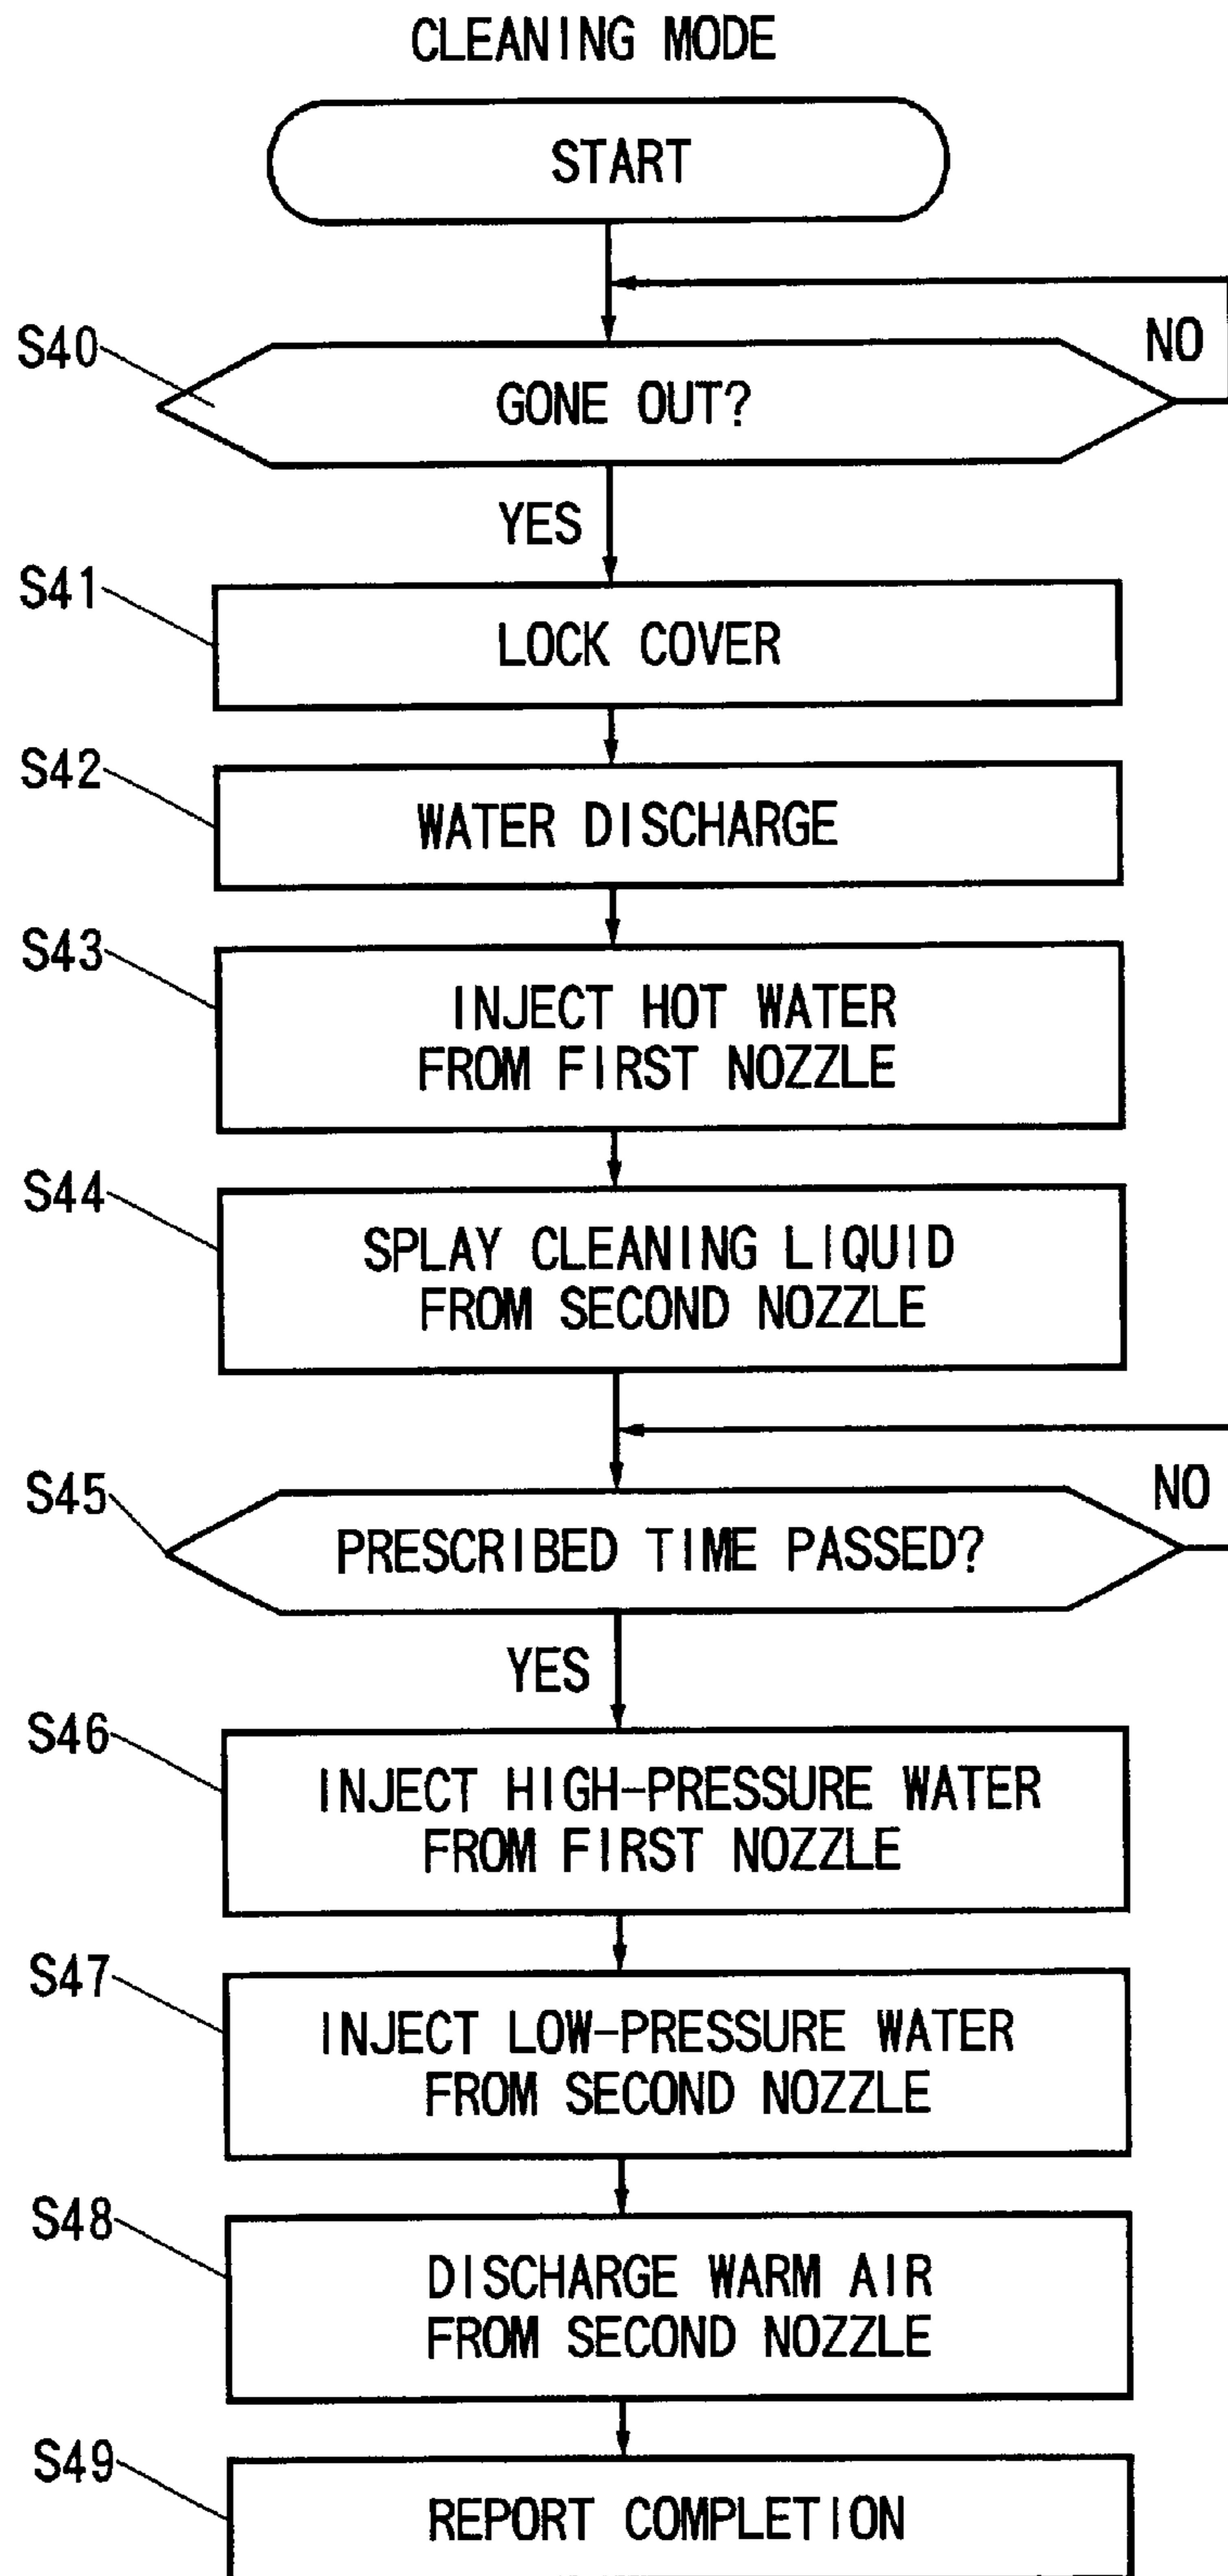 CLEANING MODE
START
S40
GONE OUT?
NO
YES
S41
LOCK COVER
S42
WATER DISCHARGE
S43
INJECT HOT WATER
FROM FIRST NOZZLE
S44
SPLAY CLEANING LIQUID
FROM SECOND NOZZLE
S45
PRESCRIBED TIME PASSED?
NO
YES
S46
INJECT HIGH-PRESSURE WATER
FROM FIRST NOZZLE
S47
INJECT LOW-PRESSURE WATER
FROM SECOND NOZZLE
S48
DISCHARGE WARM AIR
FROM SECOND NOZZLE
S49
REPORT COMPLETION